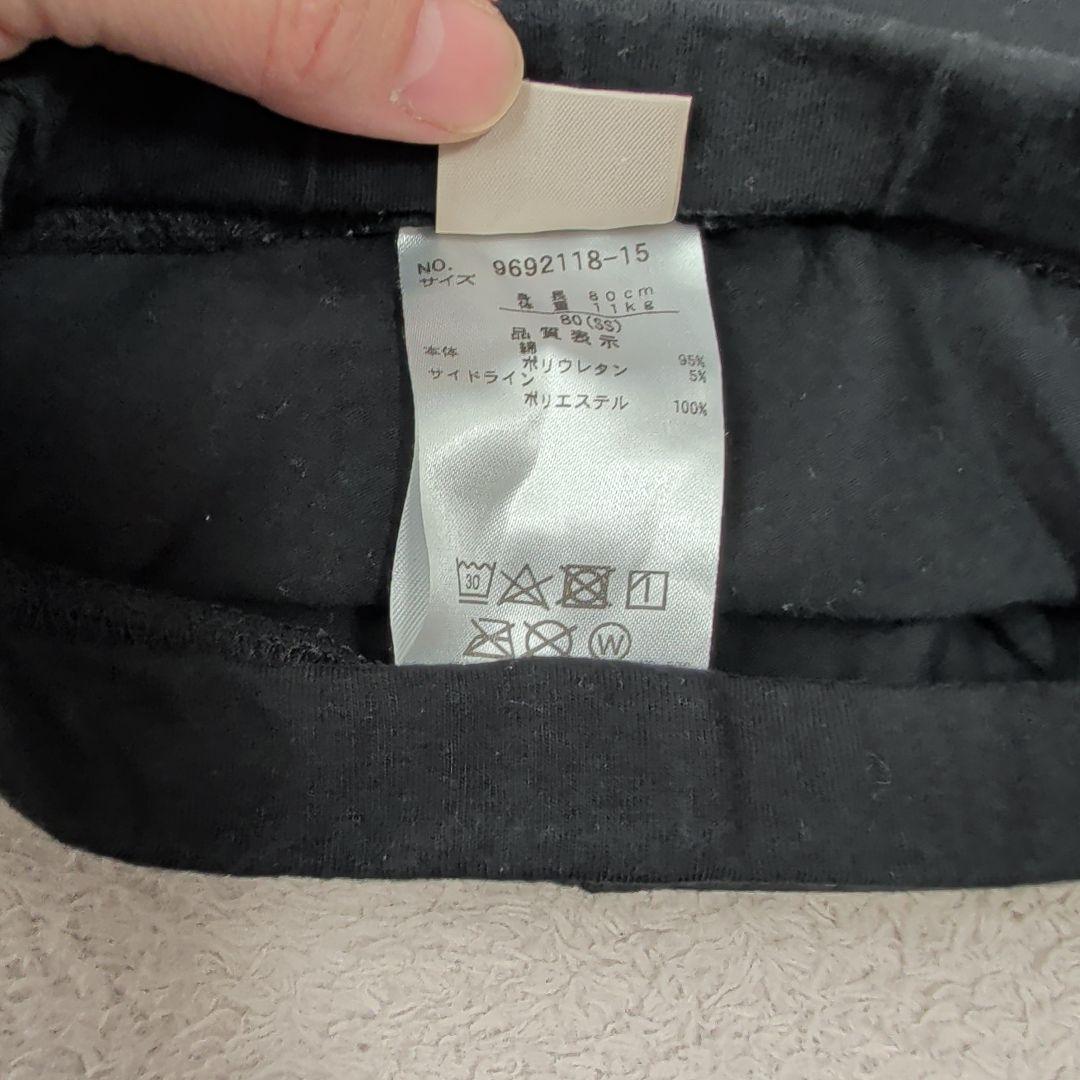 NO. 9692118-15
サイズ
身長 80cm
体重 11kg
80(SS)
品質表示
本体 綿 95%
ポリウレタン 5%
サイドライン
ポリエステル 100%
30
W